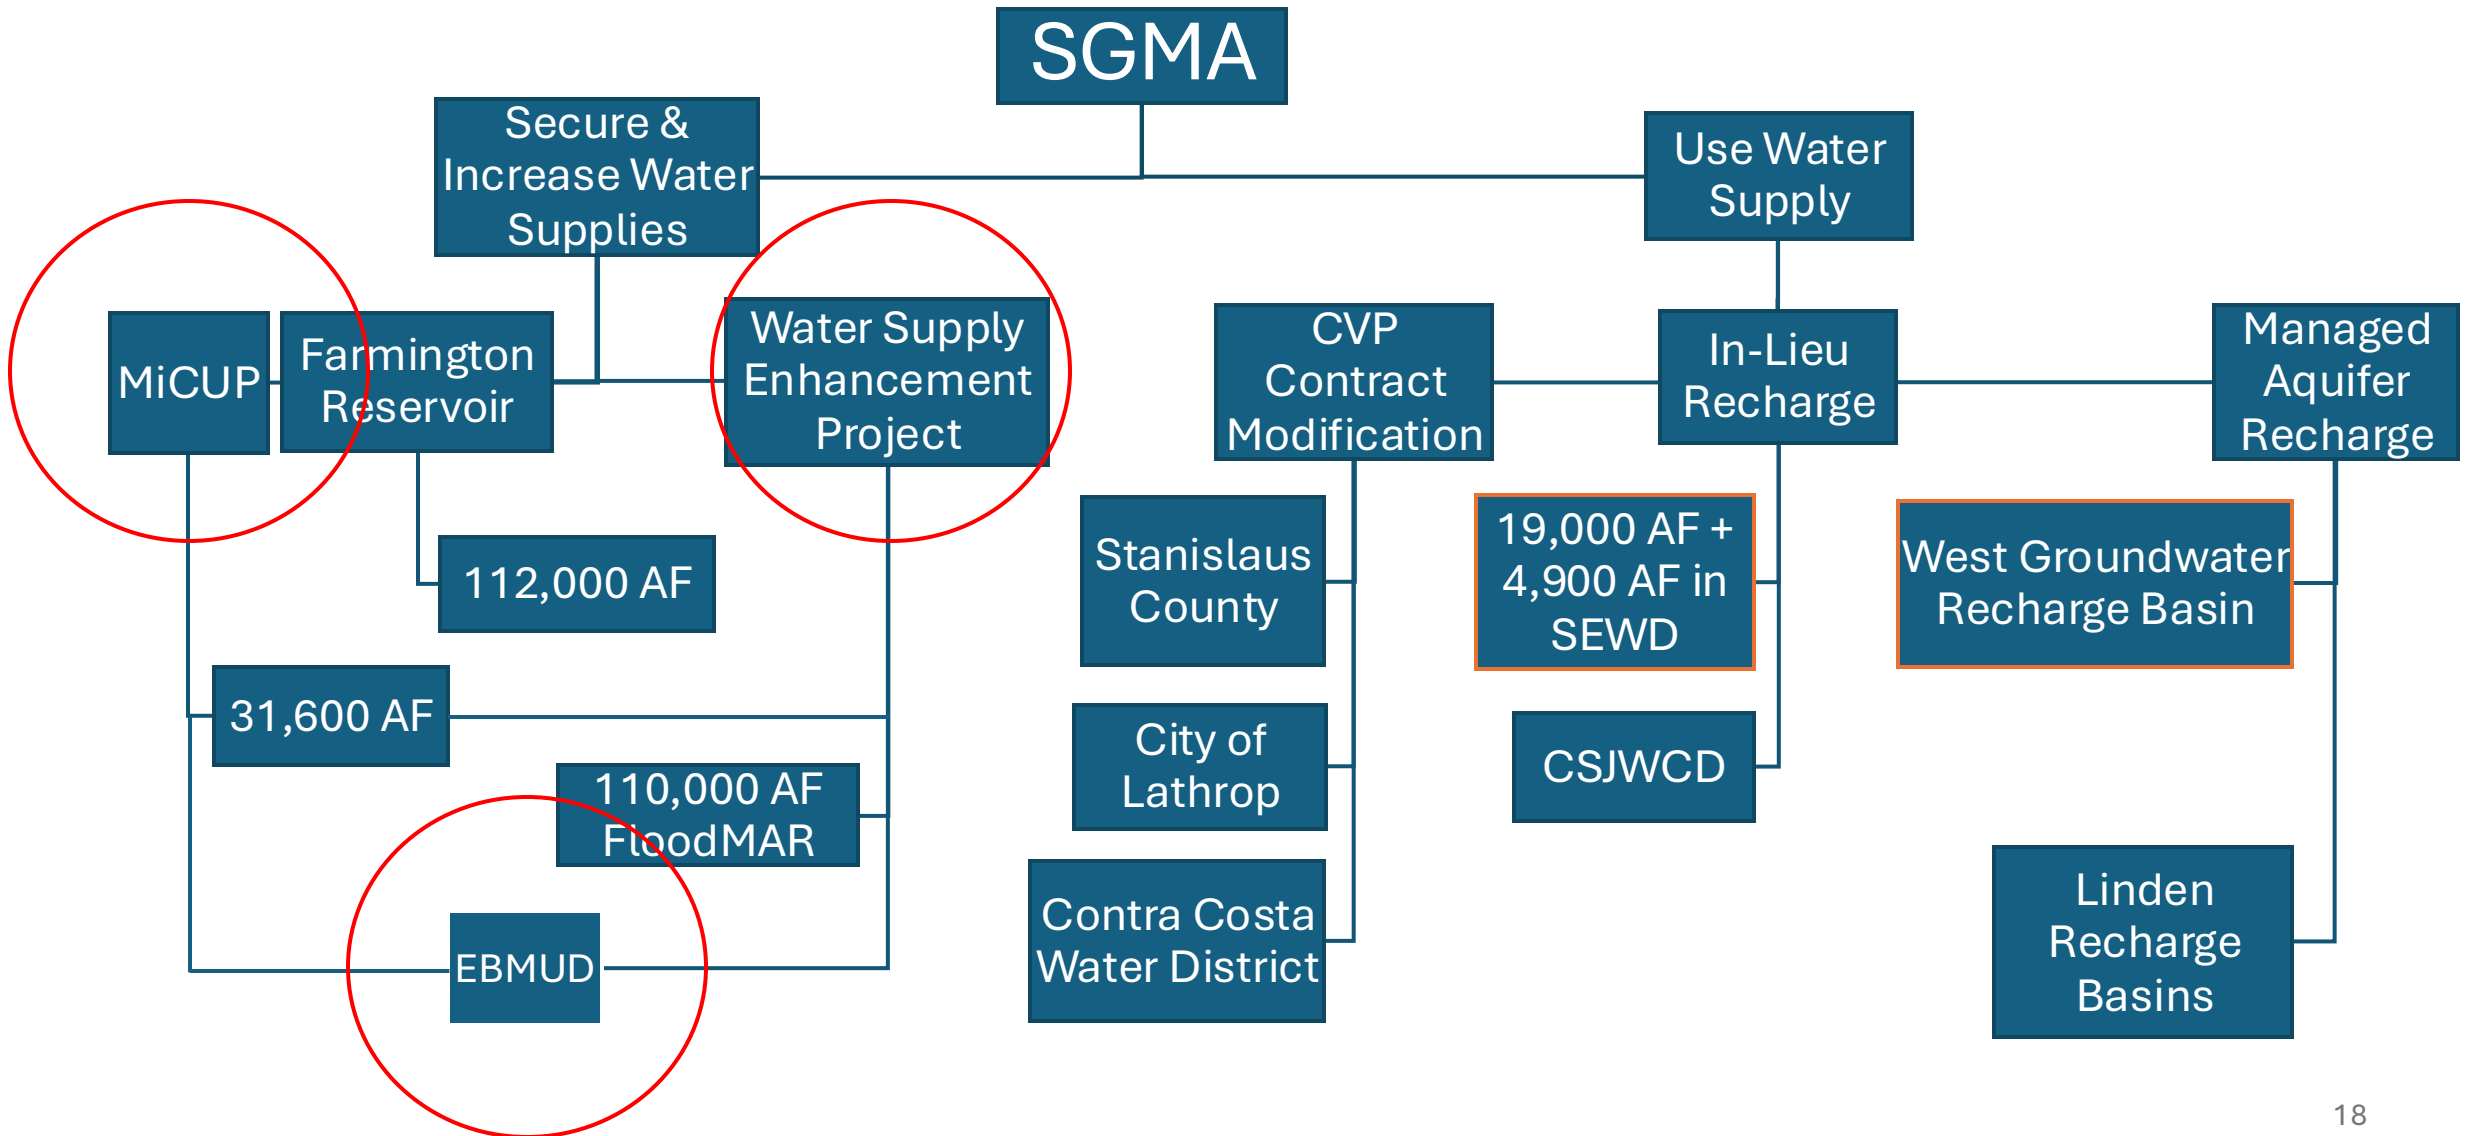 SGMA
Secure &
Increase Water
Supplies
Use Water
Supply
MiCUP
Farmington
Reservoir
Water Supply
Enhancement
Project
CVP
Contract
Modification
In-Lieu
Recharge
Managed
Aquifer
Recharge
112,000 AF
31,600 AF
110,000 AF
FloodMAR
EBMUD
Stanislaus
County
City of
Lathrop
Contra Costa
Water District
19,000 AF +
4,900 AF in
SEWD
CSJWCD
West Groundwater
Recharge Basin
Linden
Recharge
Basins
18